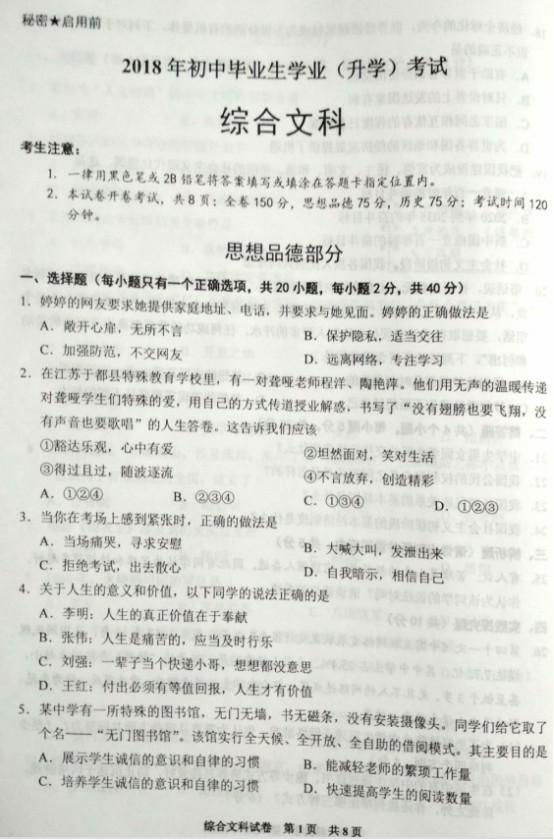 秘密★启用前
2018年初中毕业生学业（升学）考试
综合文科
考生注意：
1. 一律用黑色笔或2B铅笔将答案填写或填涂在答题卡指定位置内。
2. 本试卷开卷考试，共8页；全卷150分，思想品德75分，历史75分；考试时间120
分钟。
思想品德部分
一、选择题（每小题只有一个正确选项，共20小题，每小题2分，共40分）
1. 婷婷的网友要求她提供家庭地址、电话，并要求与她见面。婷婷的正确做法是
A. 敞开心扉，无所不言 B. 保护隐私，适当交往
C. 加强防范，不交网友 D. 远离网络，专注学习
2. 在江苏于都县特殊教育学校里，有一对聋哑老师程洋、陶艳萍。他们用无声的温暖传递
对聋哑学生们特殊的爱，用自己的方式传道授业解惑，书写了“没有翅膀也要飞翔，没
有声音也要歌唱”的人生答卷。这告诉我们应该
①豁达乐观，心中有爱 ②坦然面对，笑对生活
③得过且过，随波逐流 ④不言放弃，创造精彩
A. ①②④ B. ②③④ C. ①③④ D. ①②③
3. 当你在考场上感到紧张时，正确的做法是
A. 当场痛哭，寻求安慰 B. 大喊大叫，发泄出来
C. 拒绝考试，出去散心 D. 自我暗示，相信自己
4. 关于人生的意义和价值，以下同学的说法正确的是
A. 李明：人生的真正价值在于奉献
B. 张伟：人生是痛苦的，应当及时行乐
C. 刘强：一辈子当个快递小哥，想想都没意思
D. 王红：付出必须有等值回报，人生才有价值
5. 某中学有一所特殊的图书馆，无门无墙，书无磁条，没有安装摄像头。同学们给它取了
个名——“无门图书馆”。该馆实行全天候、全开放、全自助的借阅模式。其主要目的是
A. 展示学生诚信的意识和自律的习惯 B. 能减轻老师的繁琐工作量
C. 培养学生诚信的意识和自律的习惯 D. 快速提高学生的阅读数量
综合文科试卷 第1页 共8页